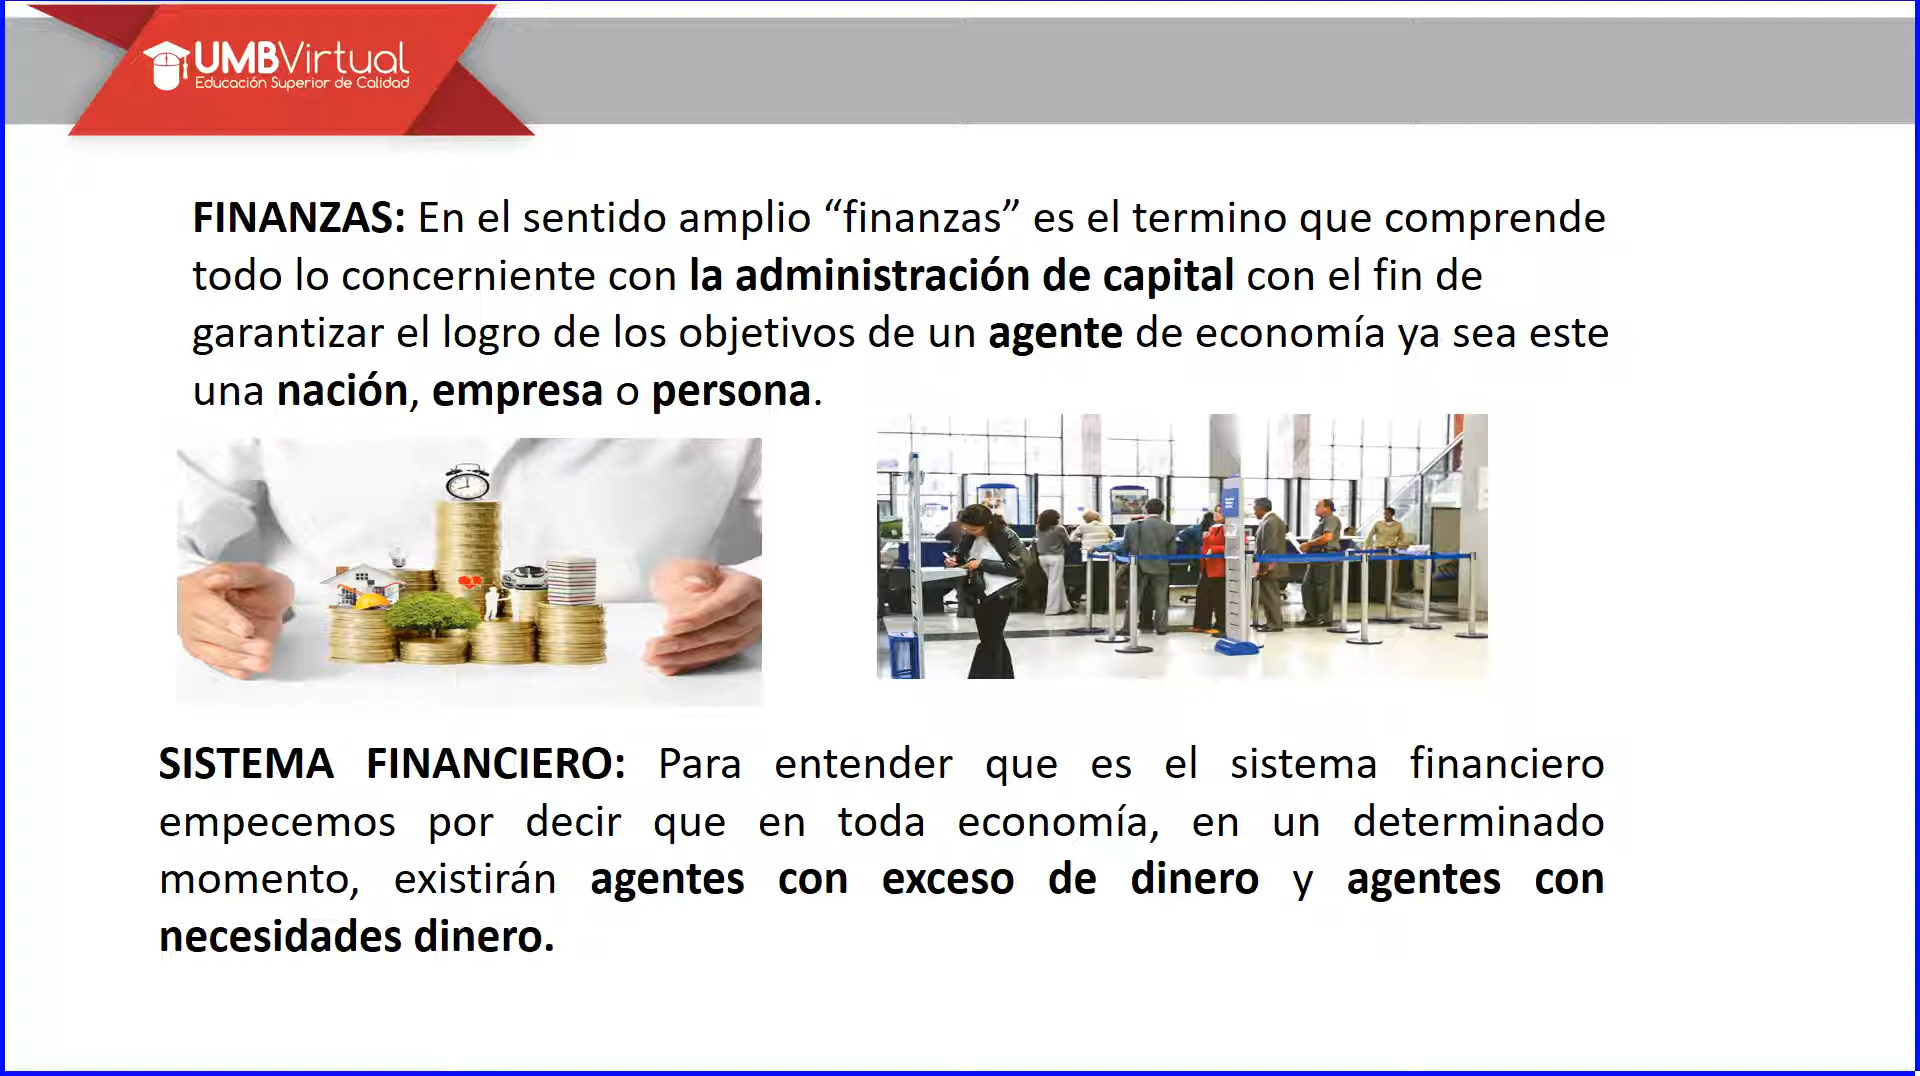 UMBVirtual
Educación Superior de Calidad
FINANZAS: En el sentido amplio “finanzas” es el termino que comprende
todo lo concerniente con la administración de capital con el fin de
garantizar el logro de los objetivos de un agente de economía ya sea este
una nación, empresa o persona.
SISTEMA FINANCIERO: Para entender que es el sistema financiero
empecemos por decir que en toda economía, en un determinado
momento, existirán agentes con exceso de dinero y agentes con
necesidades dinero.